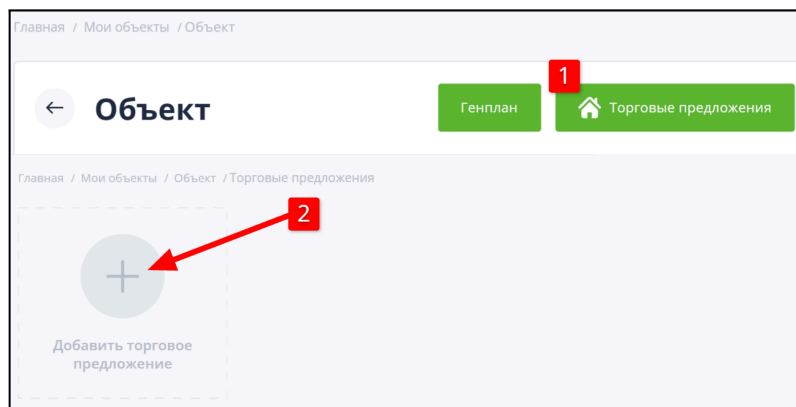 Главная / Мои объекты / Объект
1
Объект
Генплан
Торговые предложения
Главная / Мои объекты / Объект / Торговые предложения
2
Добавить торговое
предложение